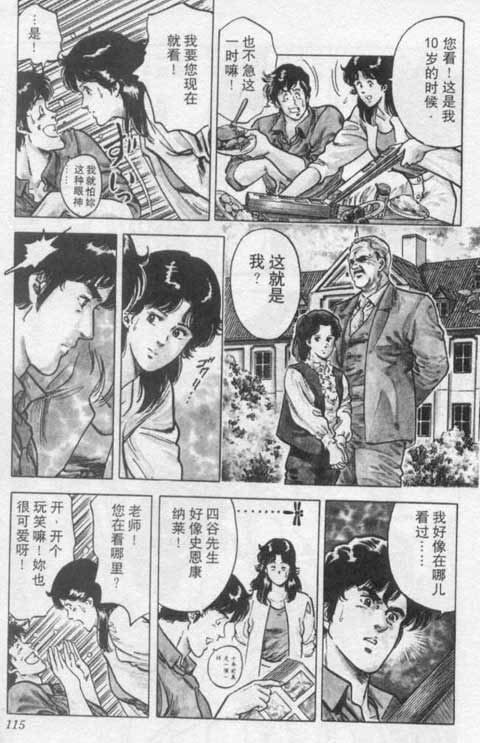 您看！这是我
10岁的时候．
也不急这
一时嘛！
我要您现在
就看！
…是！
我就怕妳
这种眼神
……
这就是
我？
我好像在哪儿
看过……
四谷先生
好像史恩康
纳莱！
老师！
您在看哪里？
开、开个
玩笑嘛！妳也
很可爱呀！
115